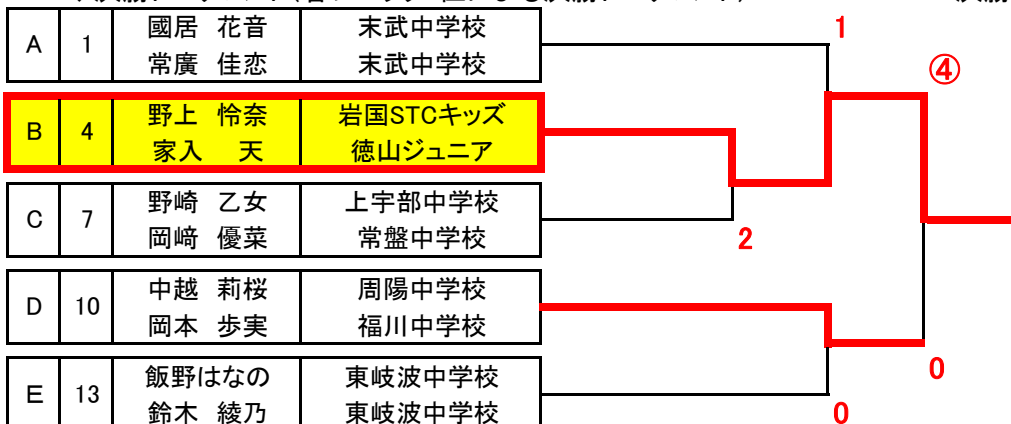 A 1 國居 花音 末武中学校
常廣 佳恋 末武中学校
1
④
B 4 野上 怜奈 岩国STCキッズ
家入 天 徳山ジュニア
C 7 野崎 乙女 上宇部中学校
岡﨑 優菜 常盤中学校
2
D 10 中越 莉桜 周陽中学校
岡本 歩実 福川中学校
0
E 13 飯野はなの 東岐波中学校
鈴木 綾乃 東岐波中学校
0